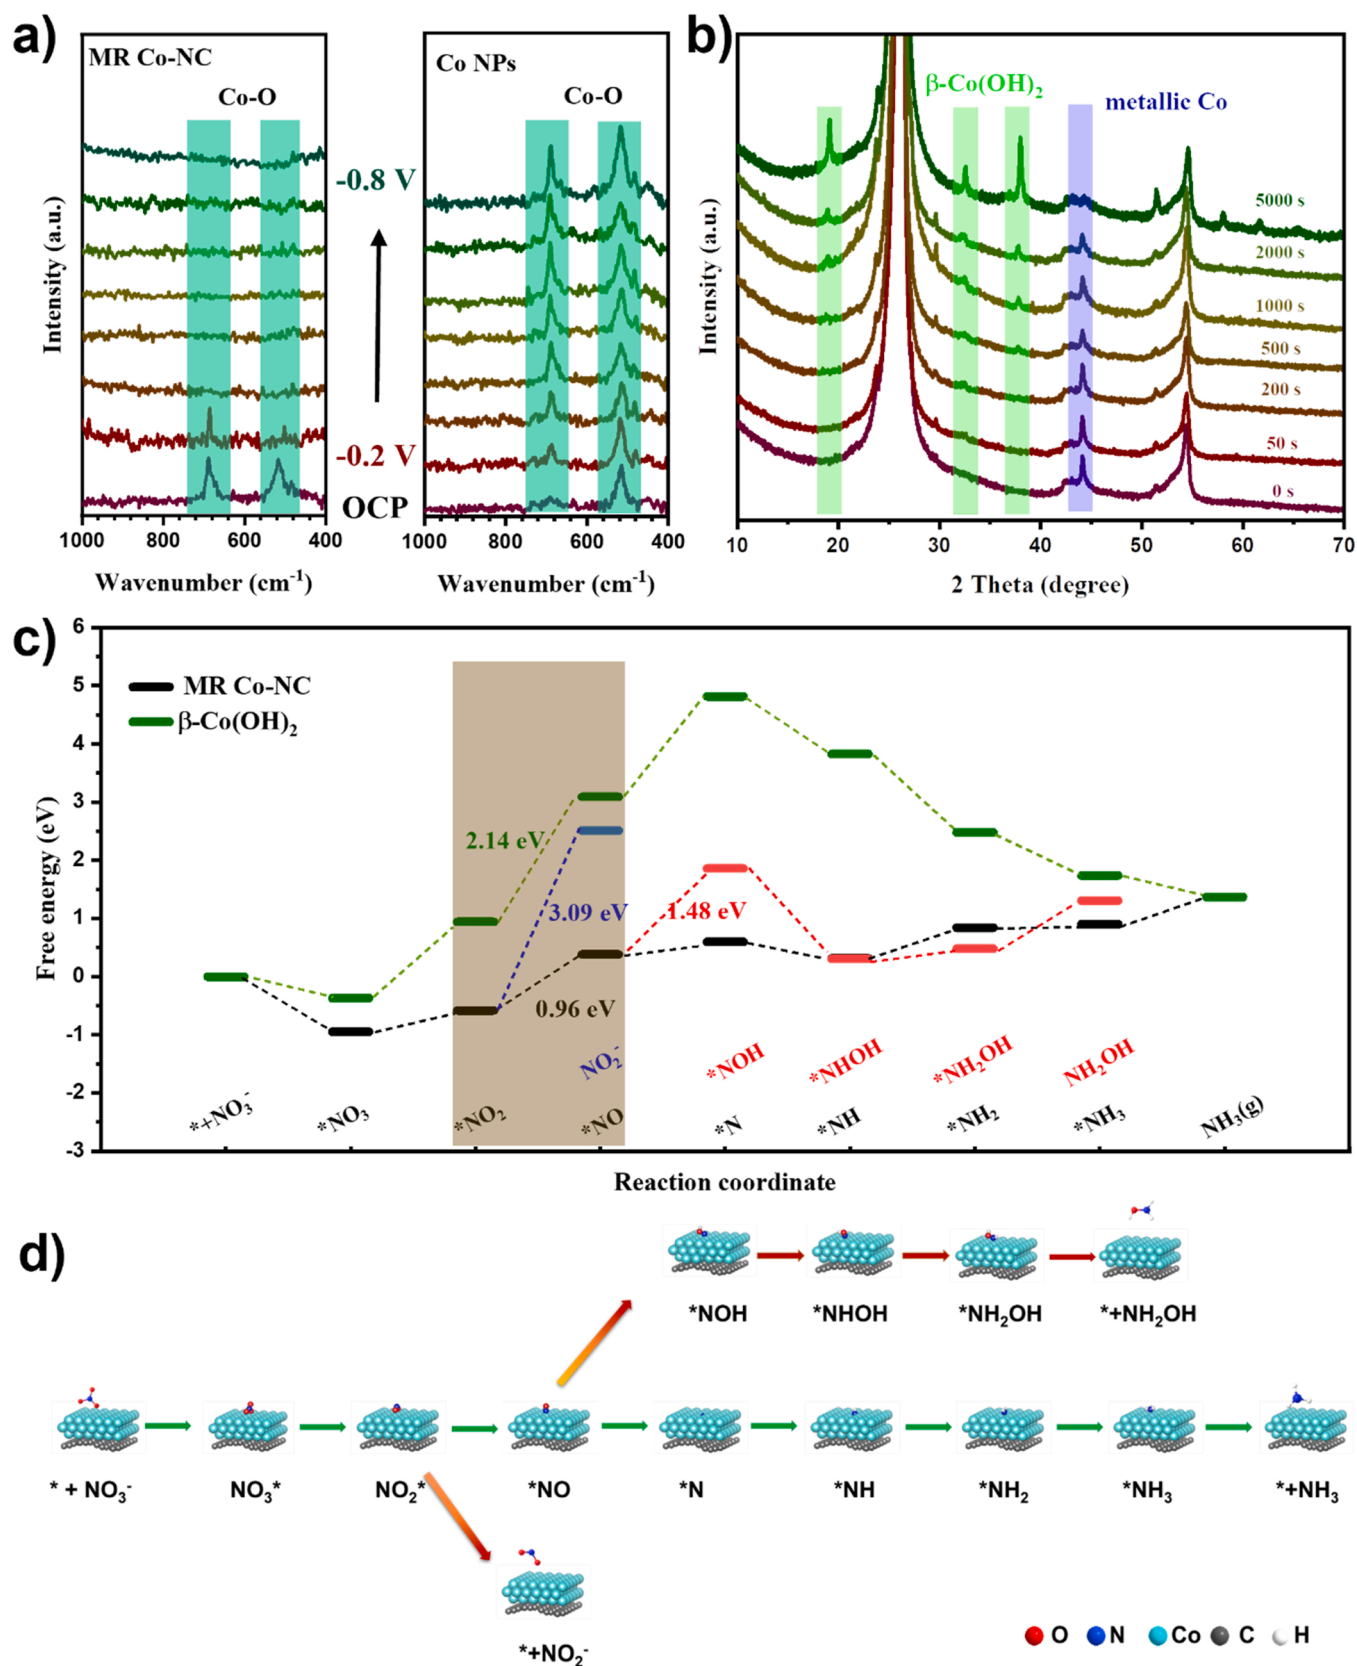 a)
MR Co-NC
Co-O
Co NPs
Co-O
-0.8 V
-0.2 V
OCP
Intensity (a.u.)
1000 800 600 400
Wavenumber (cm⁻¹)
1000 800 600 400
Wavenumber (cm⁻¹)
b)
β-Co(OH)₂
metallic Co
5000 s
2000 s
1000 s
500 s
200 s
50 s
0 s
Intensity (a.u.)
10 20 30 40 50 60 70
2 Theta (degree)
c)
6
5
4
3
2
1
0
-1
-2
-3
Free energy (eV)
MR Co-NC
β-Co(OH)₂
2.14 eV
3.09 eV
1.48 eV
0.96 eV
NO₂⁻ *NOH *NHOH *NH₂OH NH₂OH
*+NO₃⁻ *NO₃ *NO₂ *NO *N *NH *NH₂ *NH₃ NH₃(g)
Reaction coordinate
d)
*NOH *NHOH *NH₂OH *+NH₂OH
* + NO₃⁻ NO₃* NO₂* *NO *N *NH *NH₂ *NH₃ *+NH₃
*+NO₂⁻
O N Co C H